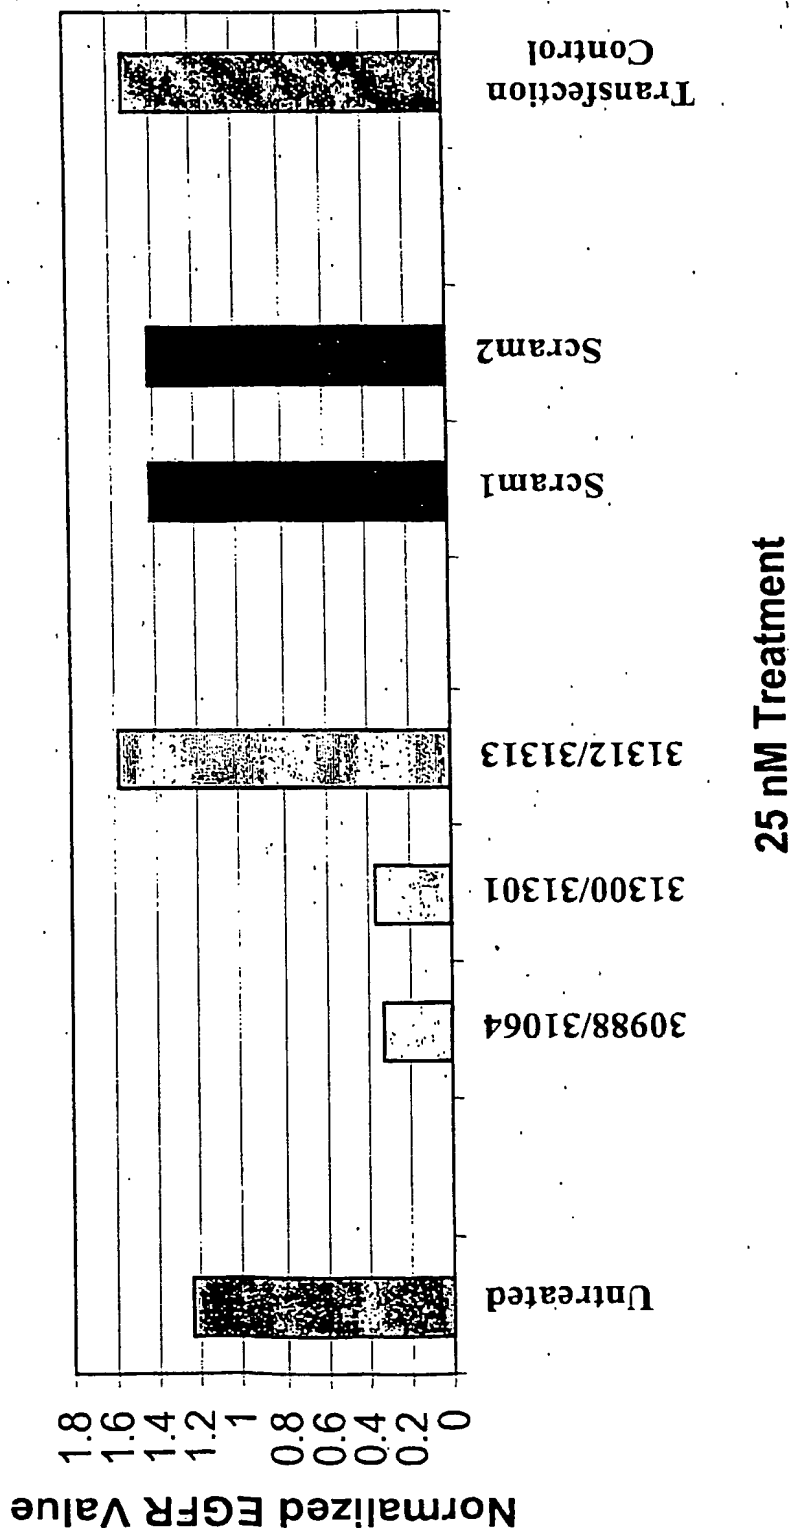 Normalized EGFR Value
1.8
1.6
1.4
1.2
1
0.8
0.6
0.4
0.2
0
Untreated
30988/31064
31300/31301
31312/31313
Scram1
Scram2
Transfection
Control
25 nM Treatment